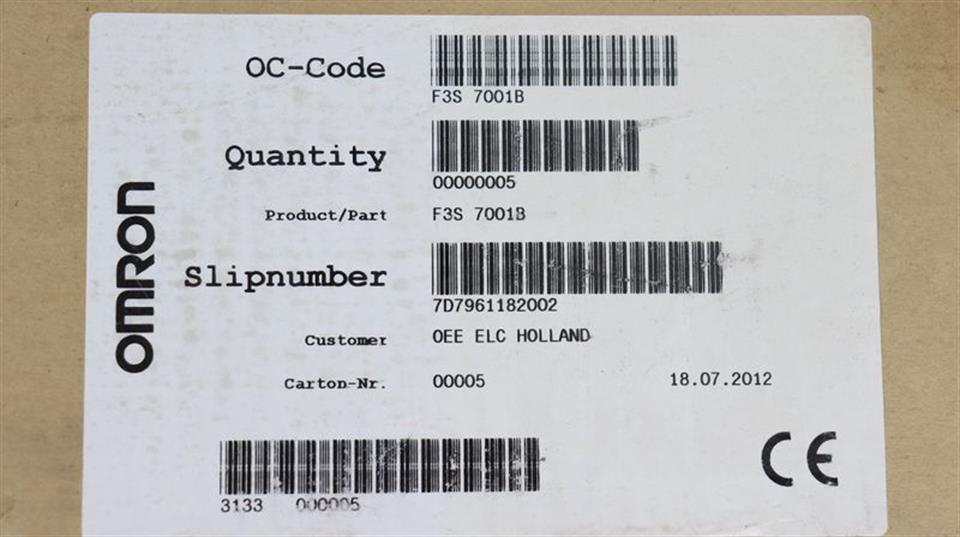 OMRON
OC-Code
F3S 7001B
Quantity
00000005
Product/Part F3S 7001B
Slipnumber
7D7961182002
Customer OEE ELC HOLLAND
Carton-Nr. 00005 18.07.2012
CE
3133 000005